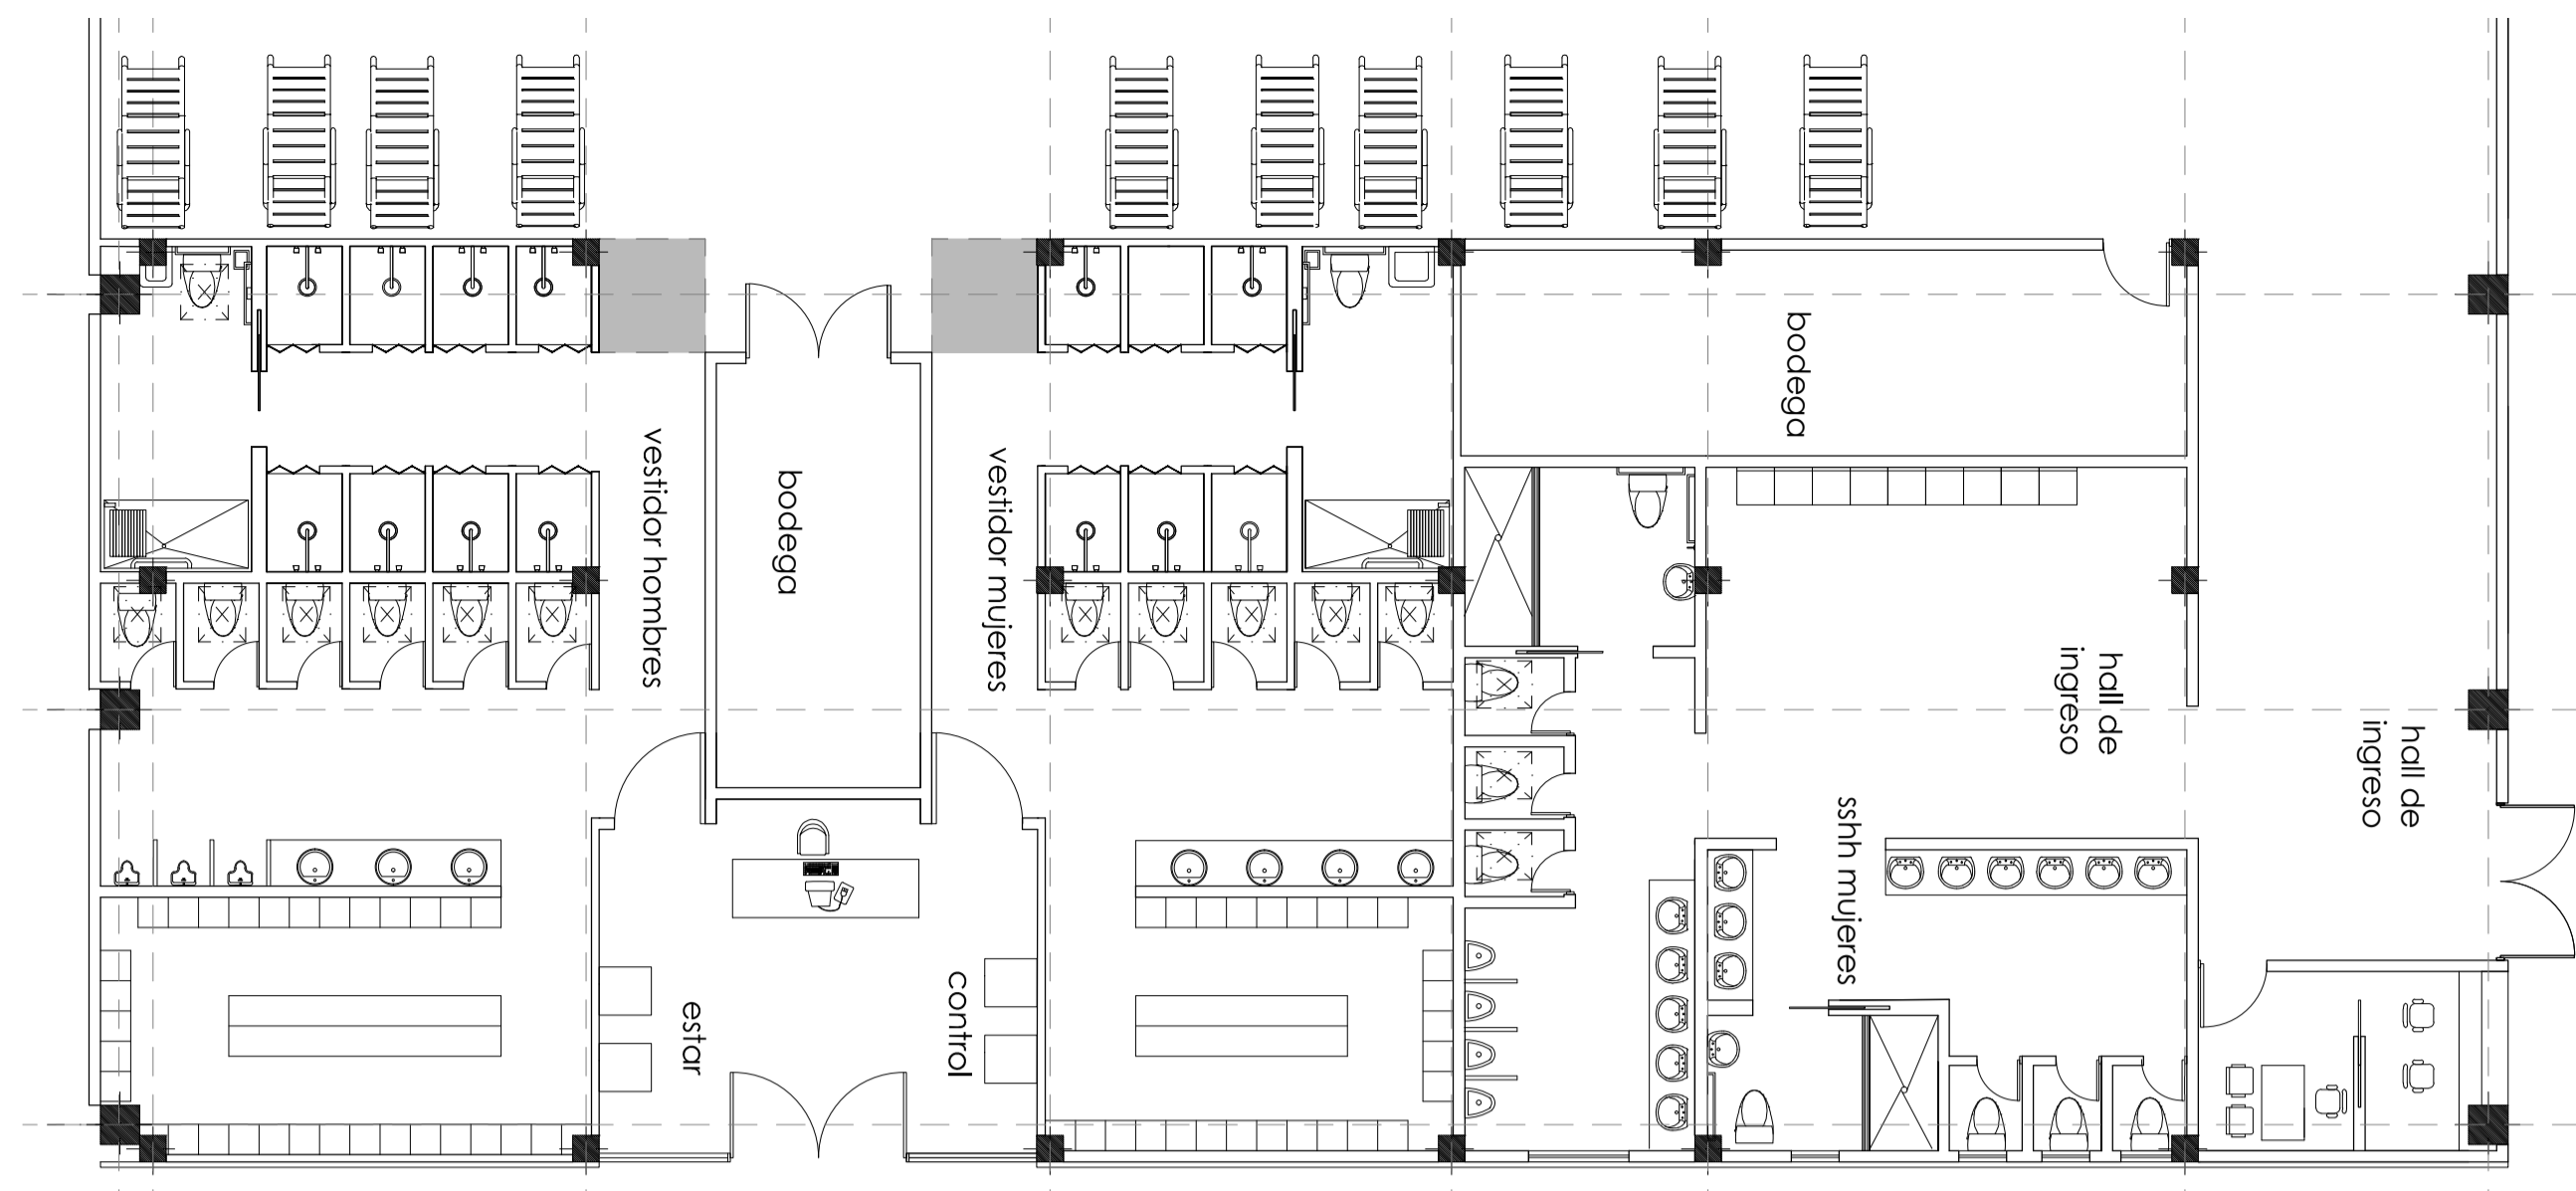 vestidor hombres
bodega
vestidor mujeres
bodega
hall de
ingreso
hall de
ingreso
sshh mujeres
estar
control